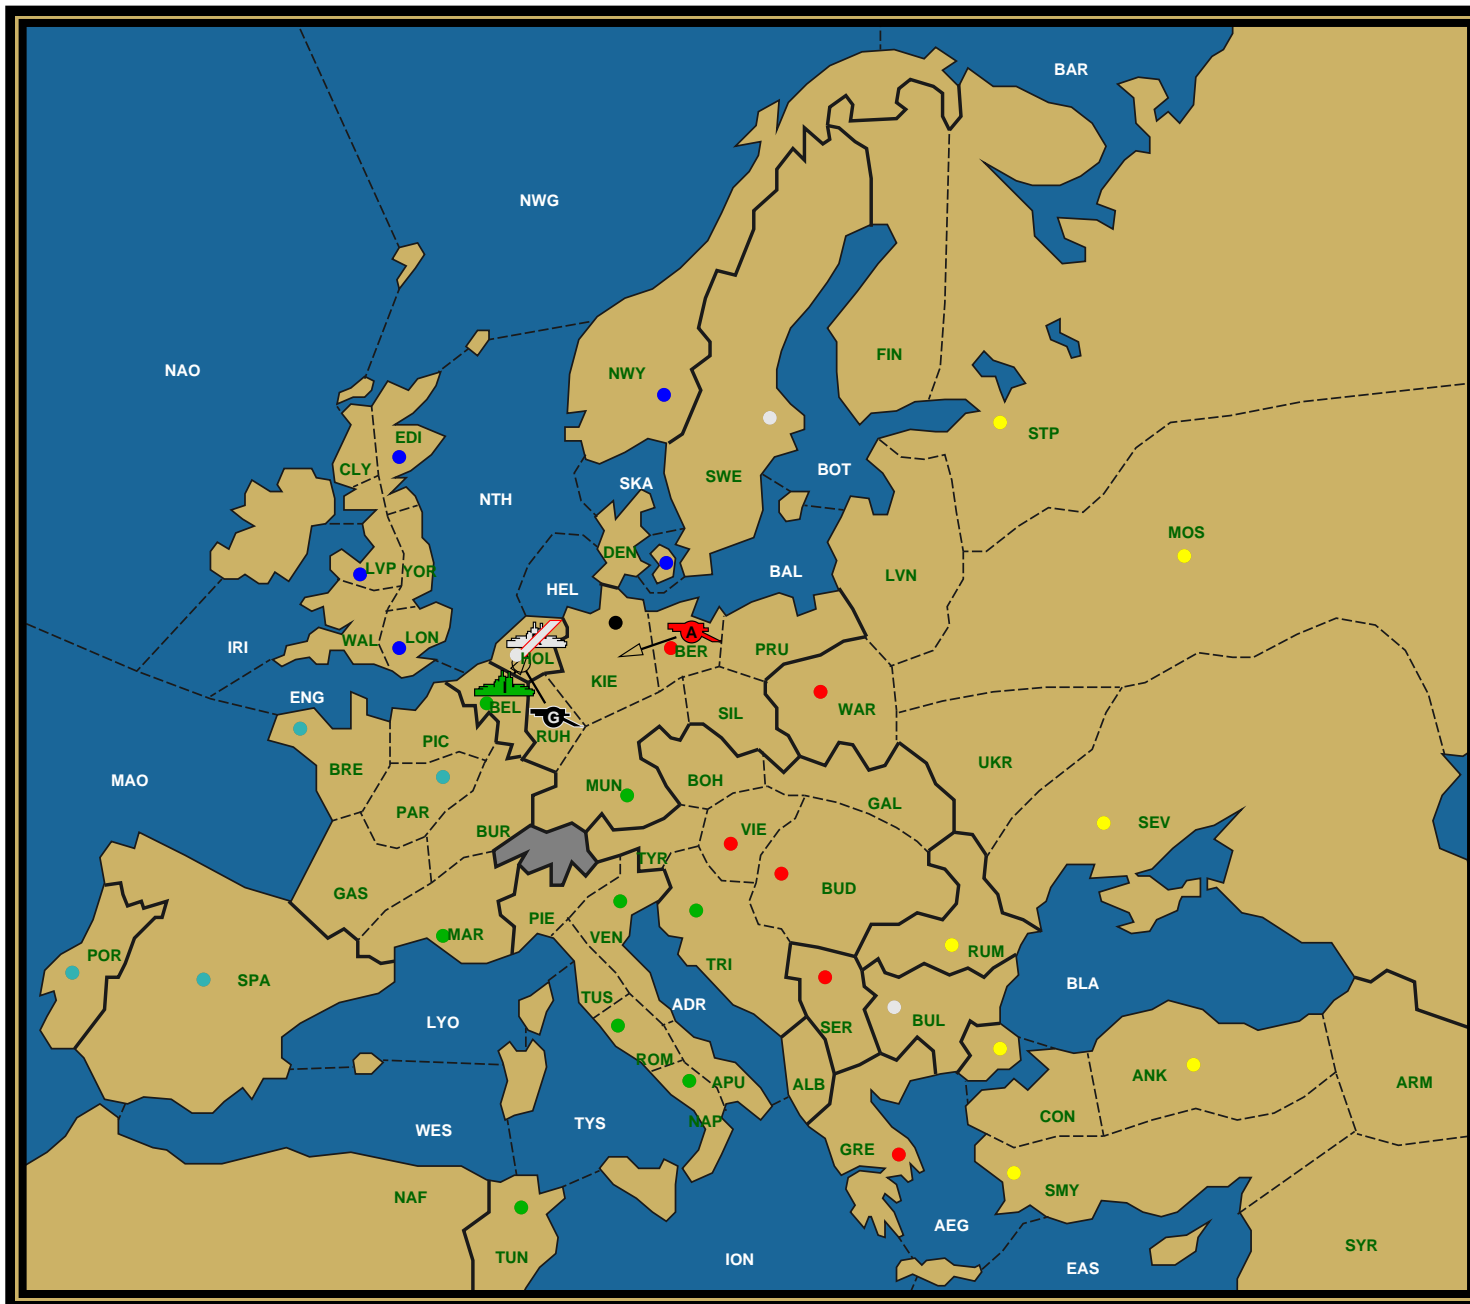 BAR
NWG
NAO
FIN
NWY
EDI
STP
CLY
SWE
BOT
SKA
NTH
MOS
DEN
LVP
YOR
BAL
LVN
HEL
IRI
WAL
LON
A
BER
PRU
HOL
KIE
ENG
I
BEL
G
RUH
SIL
WAR
PIC
BRE
MAO
UKR
MUN
BOH
GAL
PAR
BUR
VIE
SEV
TYR
BUD
GAS
PIE
MAR
VEN
POR
SPA
RUM
TRI
BLA
TUS
ADR
LYO
BUL
SER
ROM
APU
ALB
ANK
ARM
CON
NAP
WES
TYS
GRE
SMY
NAF
AEG
SYR
TUN
ION
EAS